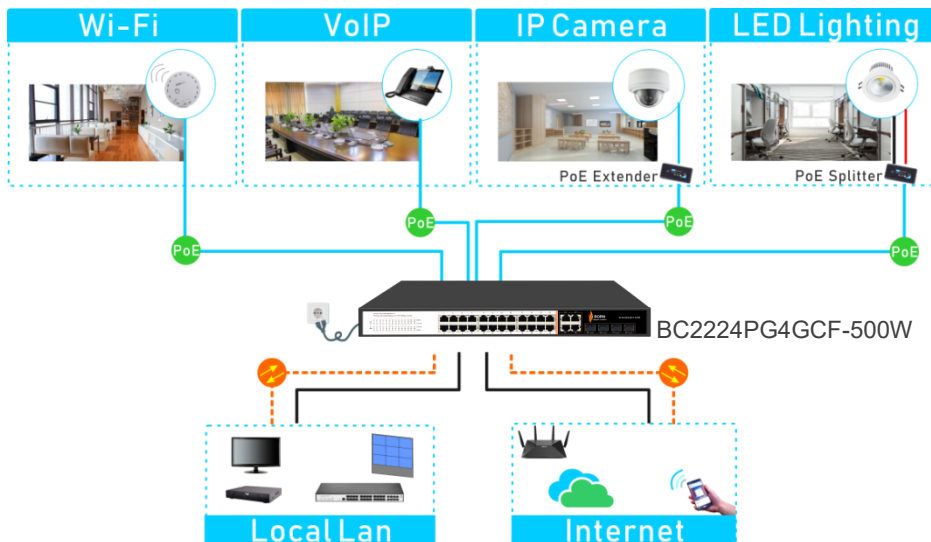 Wi-Fi
VoIP
IP Camera
LED Lighting
PoE Extender
PoE Splitter
PoE
PoE
PoE
PoE
BC2224PG4GCF-500W
Local Lan
Internet